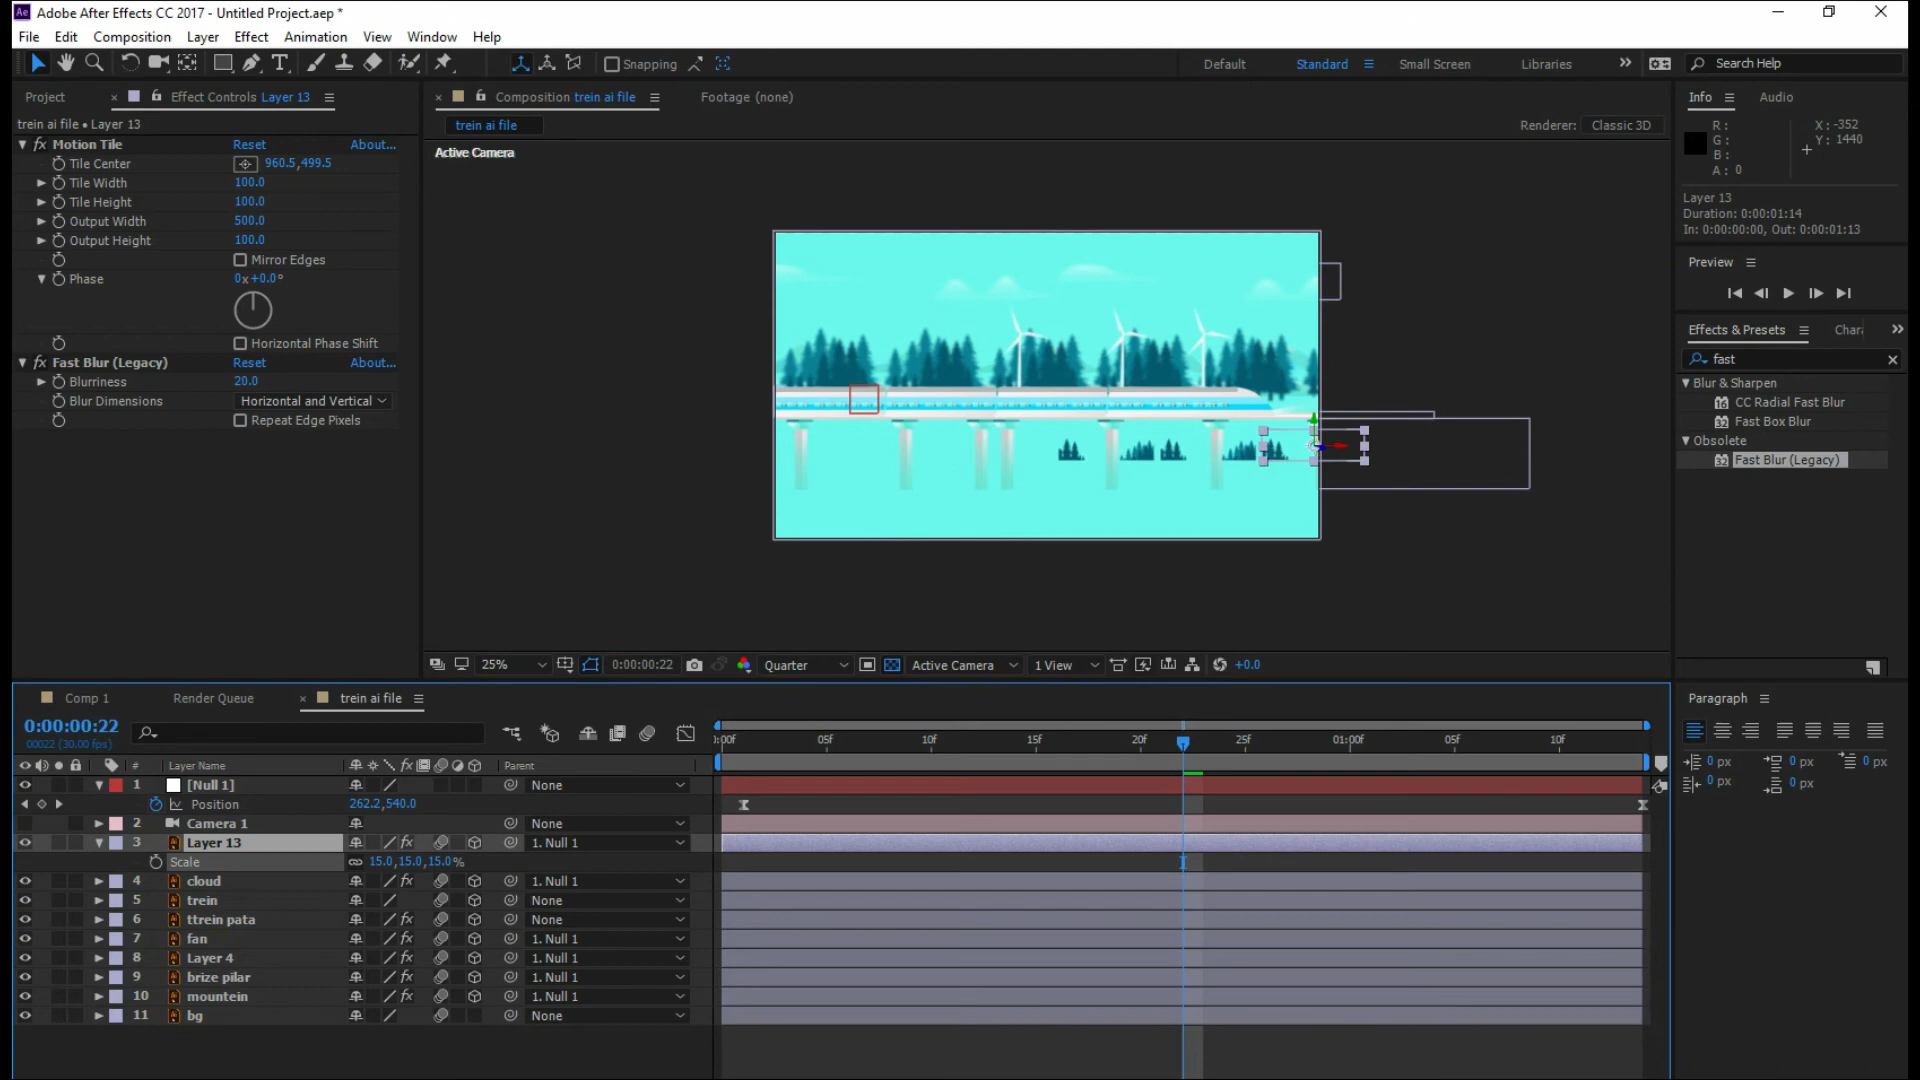 Adobe After Effects CC 2017 - Untitled Project.aep *
File Edit Composition Layer Effect Animation View Window Help
Snapping Default Standard Small Screen Libraries Search Help
Project Effect Controls Layer 13
trein ai file • Layer 13
Motion Tile Reset About...
Tile Center 960.5,499.5
Tile Width 100.0
Tile Height 100.0
Output Width 500.0
Output Height 100.0
Mirror Edges
Phase 0x+0.0°
Horizontal Phase Shift
Fast Blur (Legacy) Reset About...
Blurriness 20.0
Blur Dimensions Horizontal and Vertical
Repeat Edge Pixels
Composition trein ai file Footage (none)
trein ai file Renderer: Classic 3D
Active Camera
25% 0:00:00:22 Quarter Active Camera 1 View +0.0
Info Audio
R: X: -352
G: Y: 1440
B:
A: 0
Layer 13
Duration: 0:00:01:14
In: 0:00:00:00, Out: 0:00:01:13
Preview
Effects & Presets Chara
fast
Blur & Sharpen
CC Radial Fast Blur
Fast Box Blur
Obsolete
Fast Blur (Legacy)
Comp 1 Render Queue trein ai file
0:00:00:22
00022 (30.00 fps)
:00f 05f 10f 15f 20f 25f 01:00f 05f 10f
# Layer Name Parent
1 [Null 1] None
Position 262.2,540.0
2 Camera 1 None
3 Layer 13 1. Null 1
Scale 15.0,15.0,15.0%
4 cloud 1. Null 1
5 trein None
6 ttrein pata None
7 fan 1. Null 1
8 Layer 4 1. Null 1
9 brize pilar 1. Null 1
10 mountein 1. Null 1
11 bg None
Paragraph
0 px 0 px 0 px
0 px 0 px